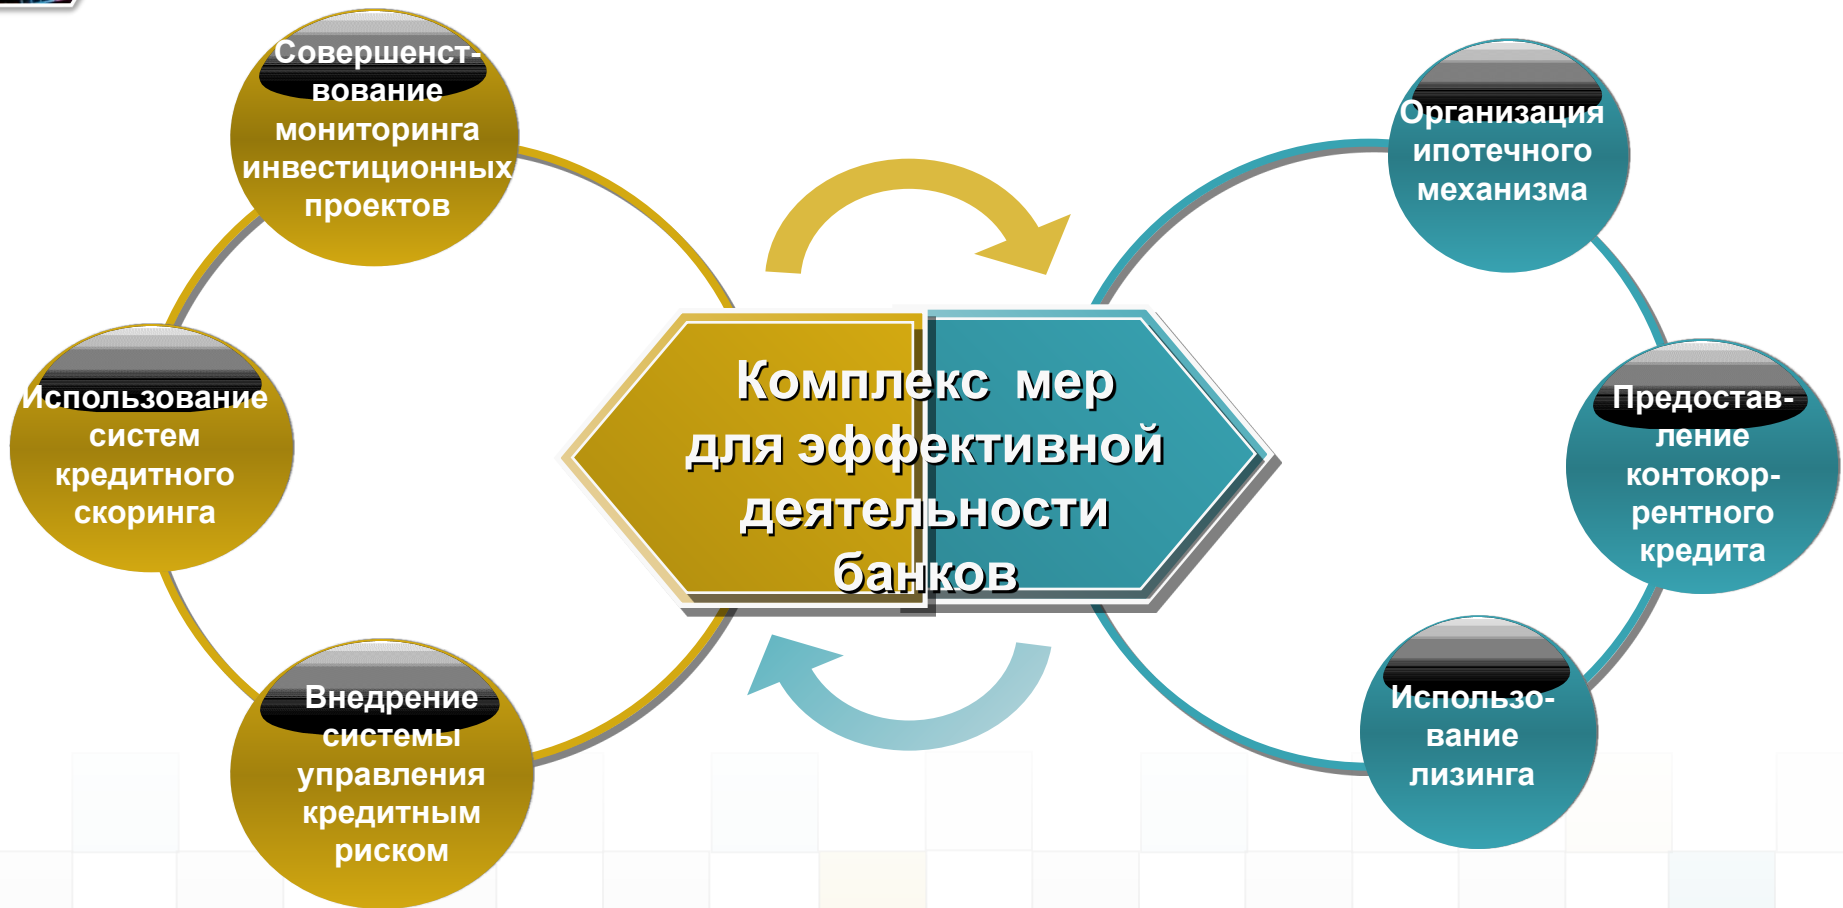 Совершенст-
вование
мониторинга
инвестиционных
проектов
Использование
систем
кредитного
скоринга
Внедрение
системы
управления
кредитным
риском
Комплекс мер
для эффективной
деятельности
банков
Организация
ипотечного
механизма
Предостав-
ление
контокор-
рентного
кредита
Использо-
вание
лизинга